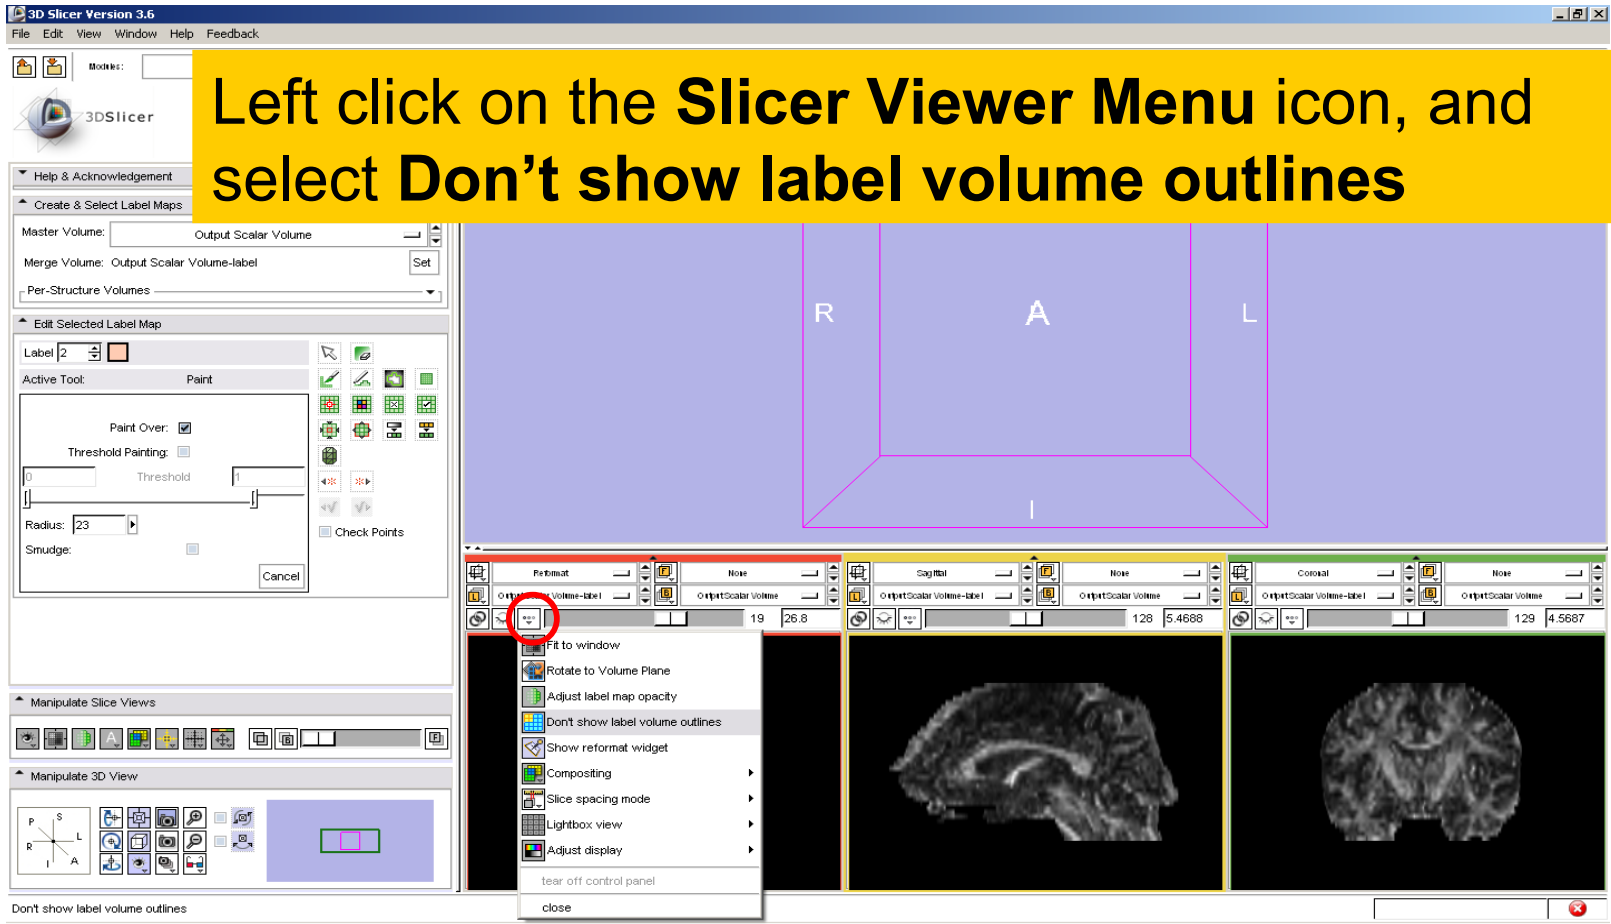 3D Slicer Version 3.6
File Edit View Window Help Feedback
Modules:
3DSlicer
Left click on the Slicer Viewer Menu icon, and
select Don't show label volume outlines
Help & Acknowledgement
Create & Select Label Maps
Master Volume: Output Scalar Volume
Merge Volume: Output Scalar Volume-label Set
Per-Structure Volumes
Edit Selected Label Map
Label 2
Active Tool: Paint
Paint Over:
Threshold Painting:
0 Threshold 1
Radius: 23
Smudge:
Cancel
Check Points
Manipulate Slice Views
A B F
Manipulate 3D View
P S
R L
I A
R A L
I
Reformat F None
L Output Scalar Volume-label B Output Scalar Volume
19 26.8
Sagittal F None
L Output Scalar Volume-label B Output Scalar Volume
128 5.4688
Coronal F None
L Output Scalar Volume-label B Output Scalar Volume
129 4.5687
Fit to window
Rotate to Volume Plane
Adjust label map opacity
Don't show label volume outlines
Show reformat widget
Compositing
Slice spacing mode
Lightbox view
Adjust display
tear off control panel
close
Don't show label volume outlines